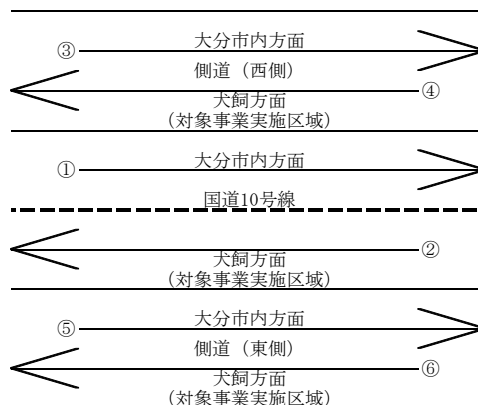 大分市内方面
③
側道（西側）
④
犬飼方面
（対象事業実施区域）
大分市内方面
①
国道10号線
②
犬飼方面
（対象事業実施区域）
大分市内方面
⑤
側道（東側）
⑥
犬飼方面
（対象事業実施区域）